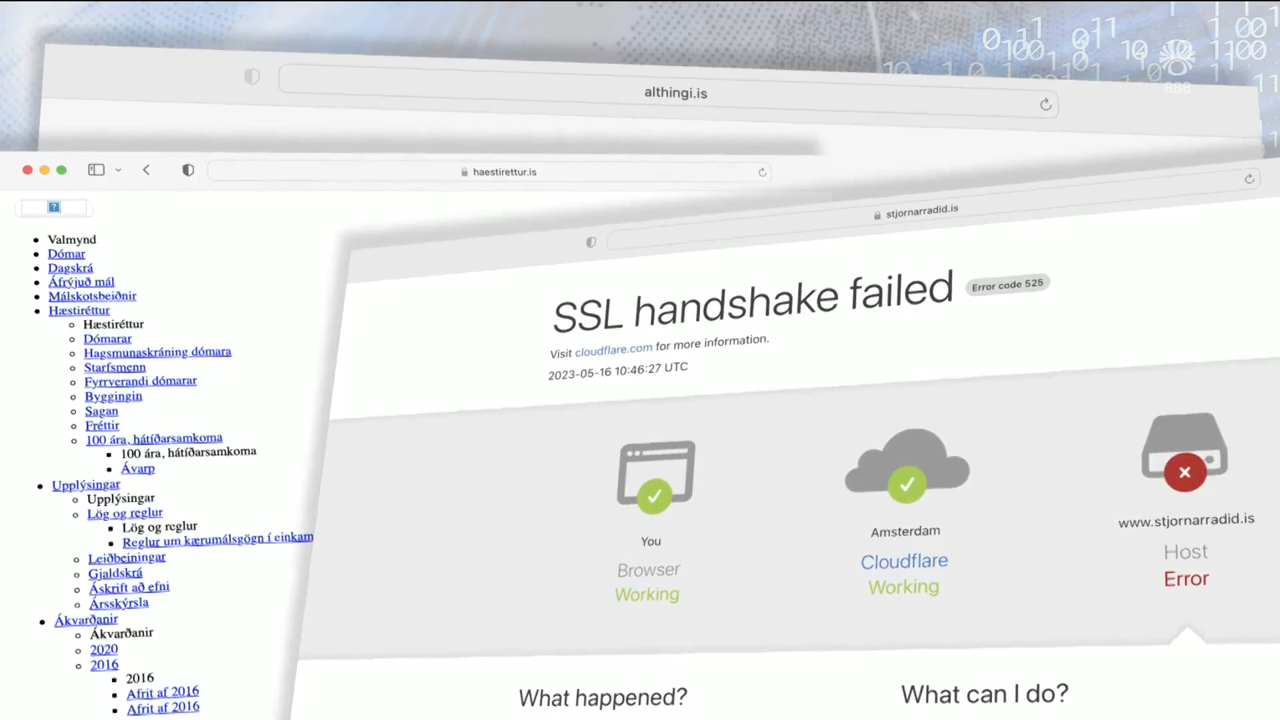 althingi.is
haestirettur.is
Valmynd
Dómar
Dagskrá
Áfrýjuð mál
Málskotsbeiðnir
Hæstiréttur
Hæstiréttur
Dómarar
Hagsmunaskráning dómara
Starfsmenn
Fyrrverandi dómarar
Byggingin
Sagan
Fréttir
100 ára, hátíðarsamkoma
100 ára, hátíðarsamkoma
Ávarp
Upplýsingar
Upplýsingar
Lög og reglur
Lög og reglur
Reglur um kærumálsgögn í einkam
Leiðbeiningar
Gjaldskrá
Áskrift að efni
Ársskýrsla
Ákvarðanir
Ákvarðanir
2020
2016
2016
Afrit af 2016
Afrit af 2016
stjornarradid.is
SSL handshake failed Error code 525
Visit cloudflare.com for more information.
2023-05-16 10:46:27 UTC
You
Browser
Working
Amsterdam
Cloudflare
Working
www.stjornarradid.is
Host
Error
What happened?
What can I do?